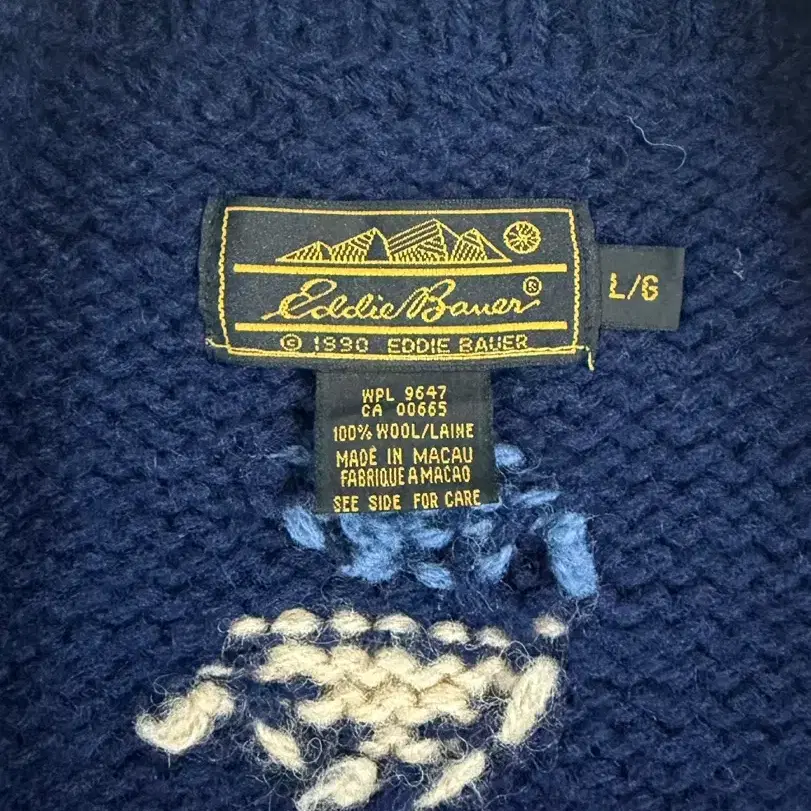 Eddie Bauer®
© 1990 EDDIE BAUER
L/G
WPL 9647
CA 00665
100% WOOL/LAINE
MADE IN MACAU
FABRIQUE A MACAO
SEE SIDE FOR CARE